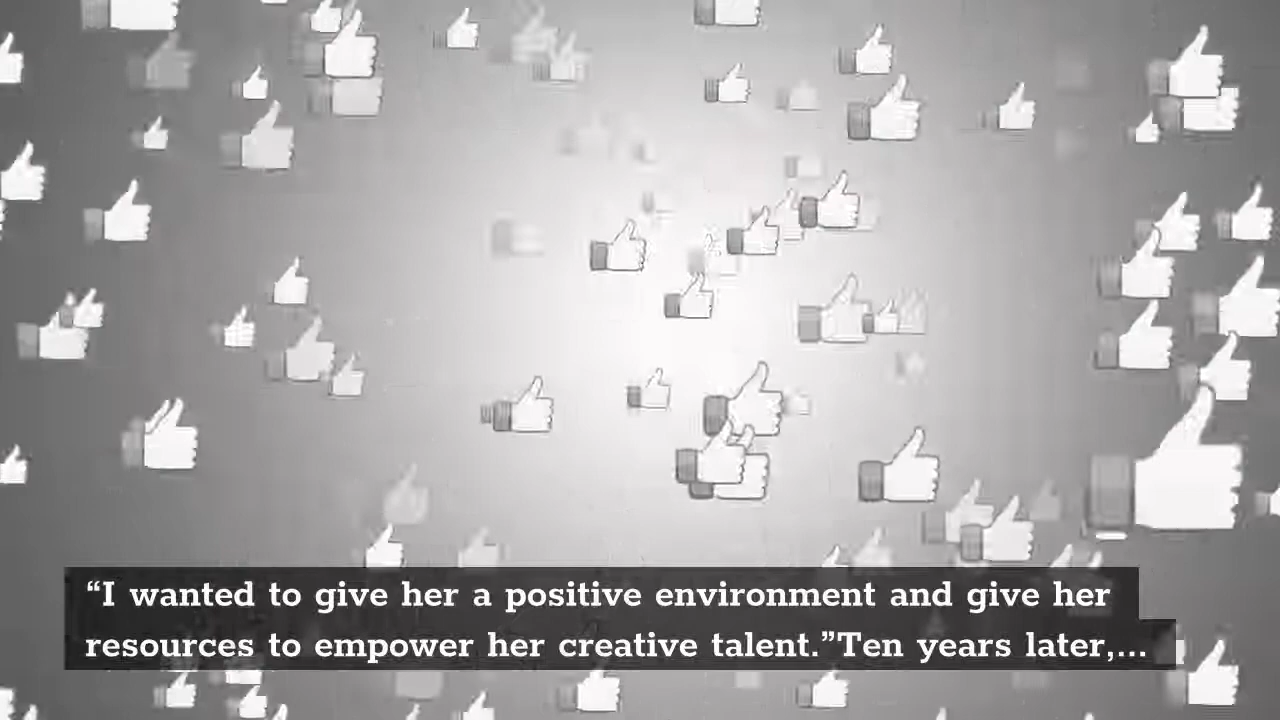 “I wanted to give her a positive environment and give her
resources to empower her creative talent.”Ten years later,...